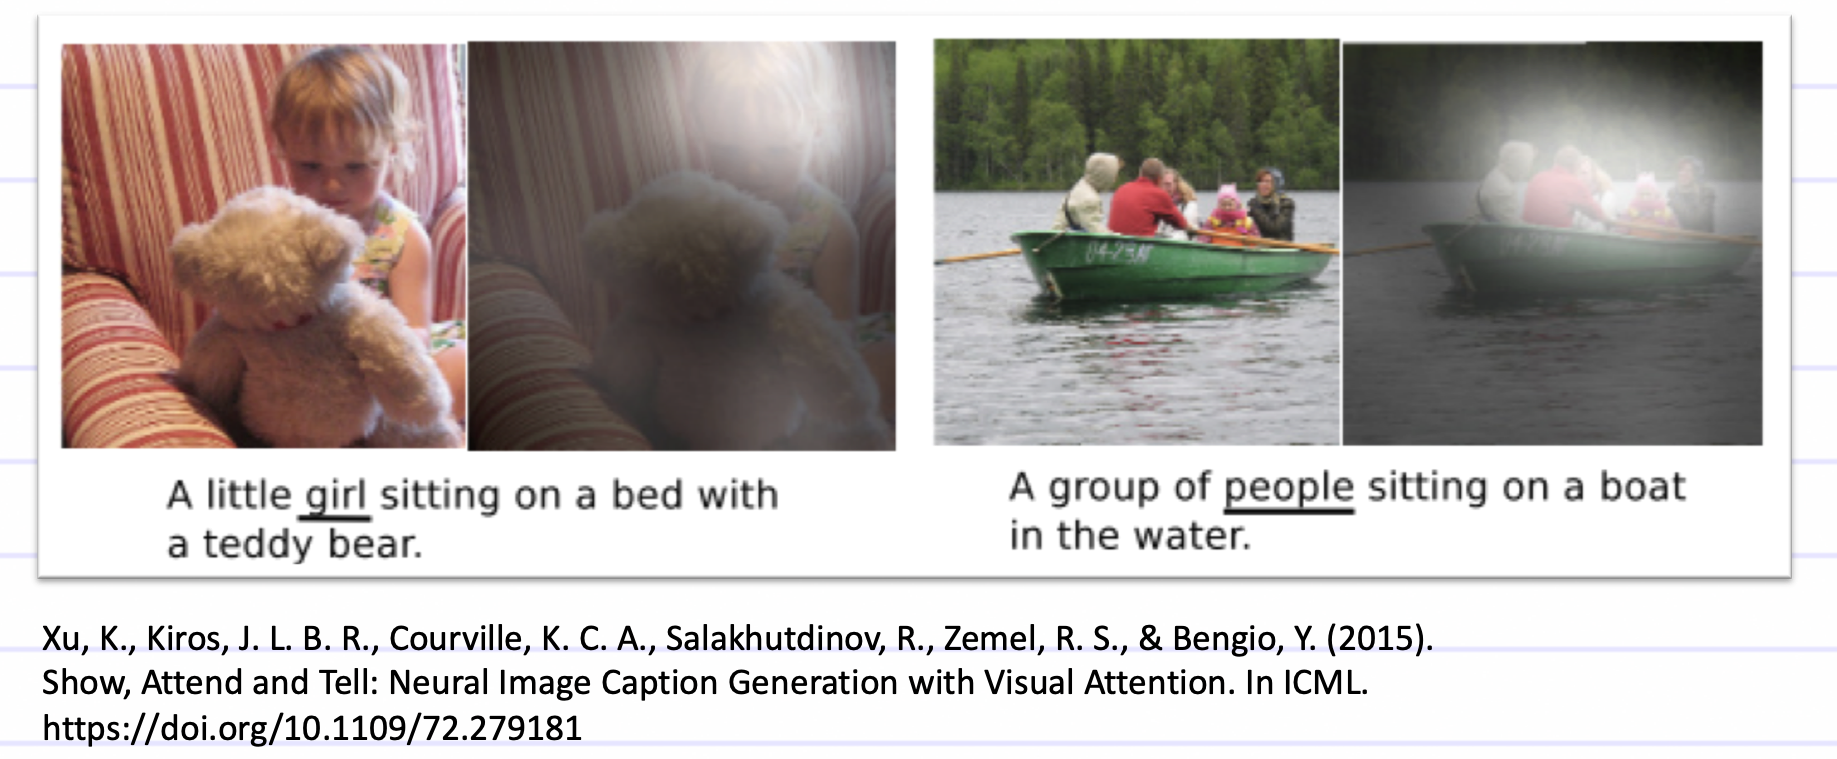 04-23N
A little girl sitting on a bed with
a teddy bear.
A group of people sitting on a boat
in the water.
Xu, K., Kiros, J. L. B. R., Courville, K. C. A., Salakhutdinov, R., Zemel, R. S., & Bengio, Y. (2015).
Show, Attend and Tell: Neural Image Caption Generation with Visual Attention. In ICML.
https://doi.org/10.1109/72.279181